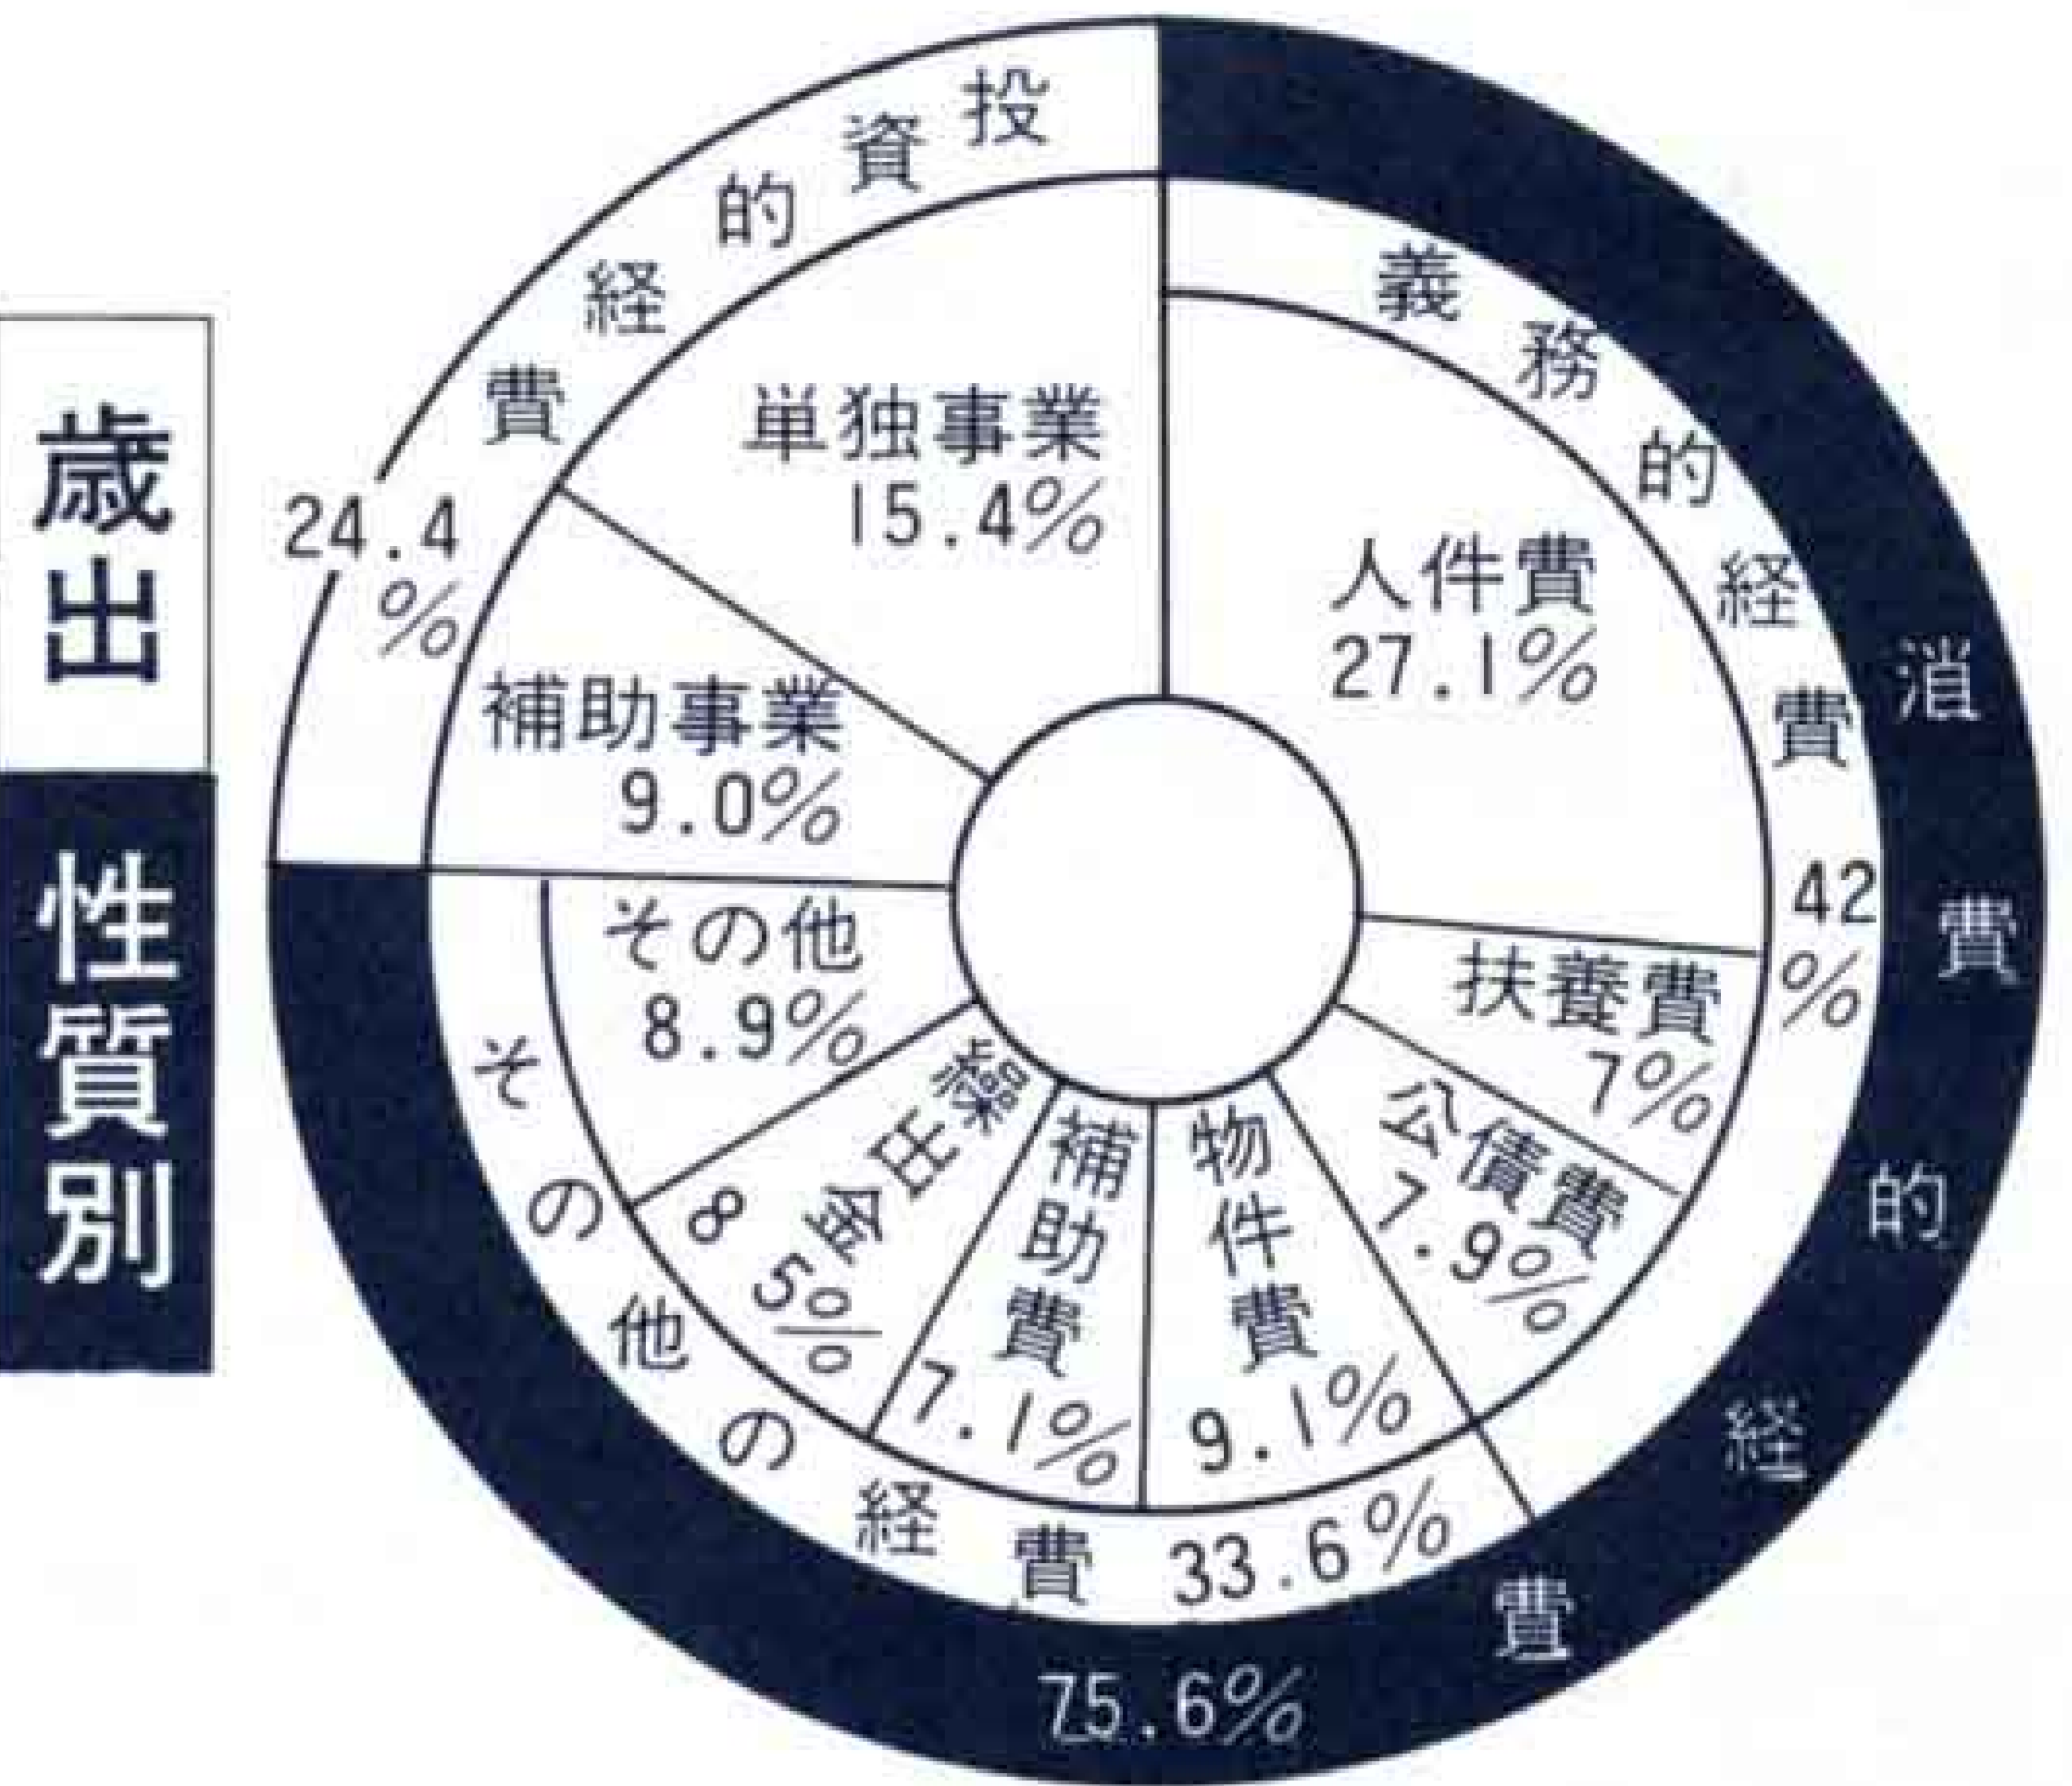 歳出
性質別
消費的経費
75.6%
義務的経費
42
%
人件費
27.1%
扶養費
7%
公債費
7.9%
その他の経費 33.6%
物件費
9.1%
補助費
7.1%
繰出金
8 5%
その他
8.9%
投資的経費
24.4
%
補助事業
9.0%
単独事業
15.4%